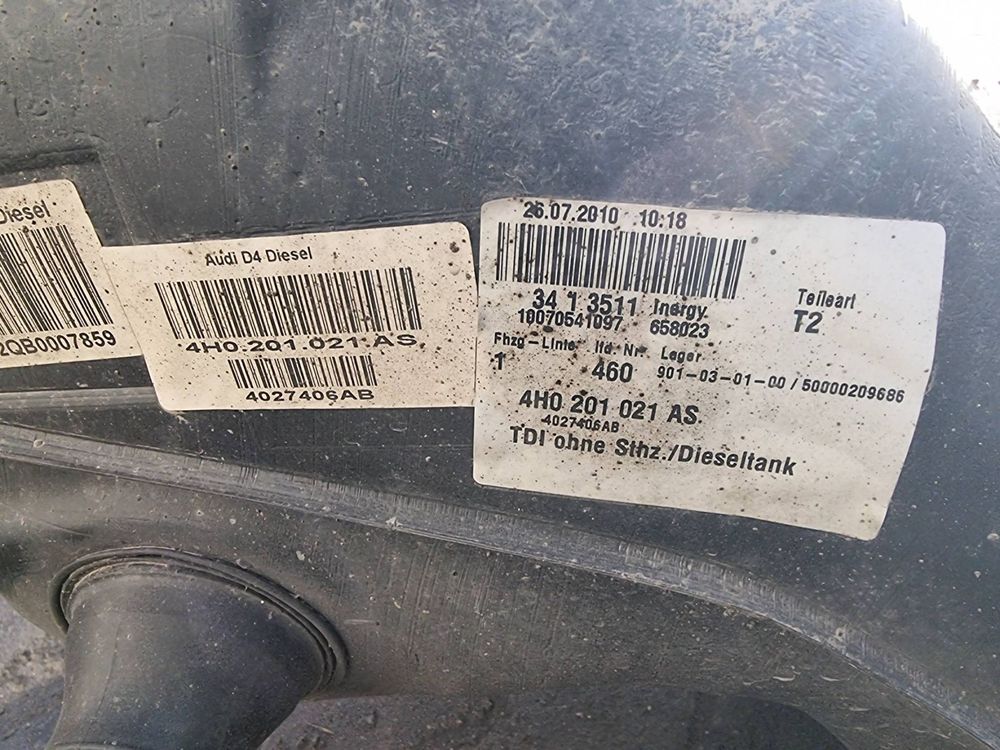 Diesel
2QB0007859
Audi D4 Diesel
4H0.201.021.AS.
4027406AB
26.07.2010 10:18
34 1 3511 Inergy
10070541097 658023
Teileart
T2
Fhzg-Linie lfd. Nr. Lager
1 460 901-03-01-00 / 50000209686
4H0 201 021 AS.
4027406AB
TDI ohne Sthz./Dieseltank